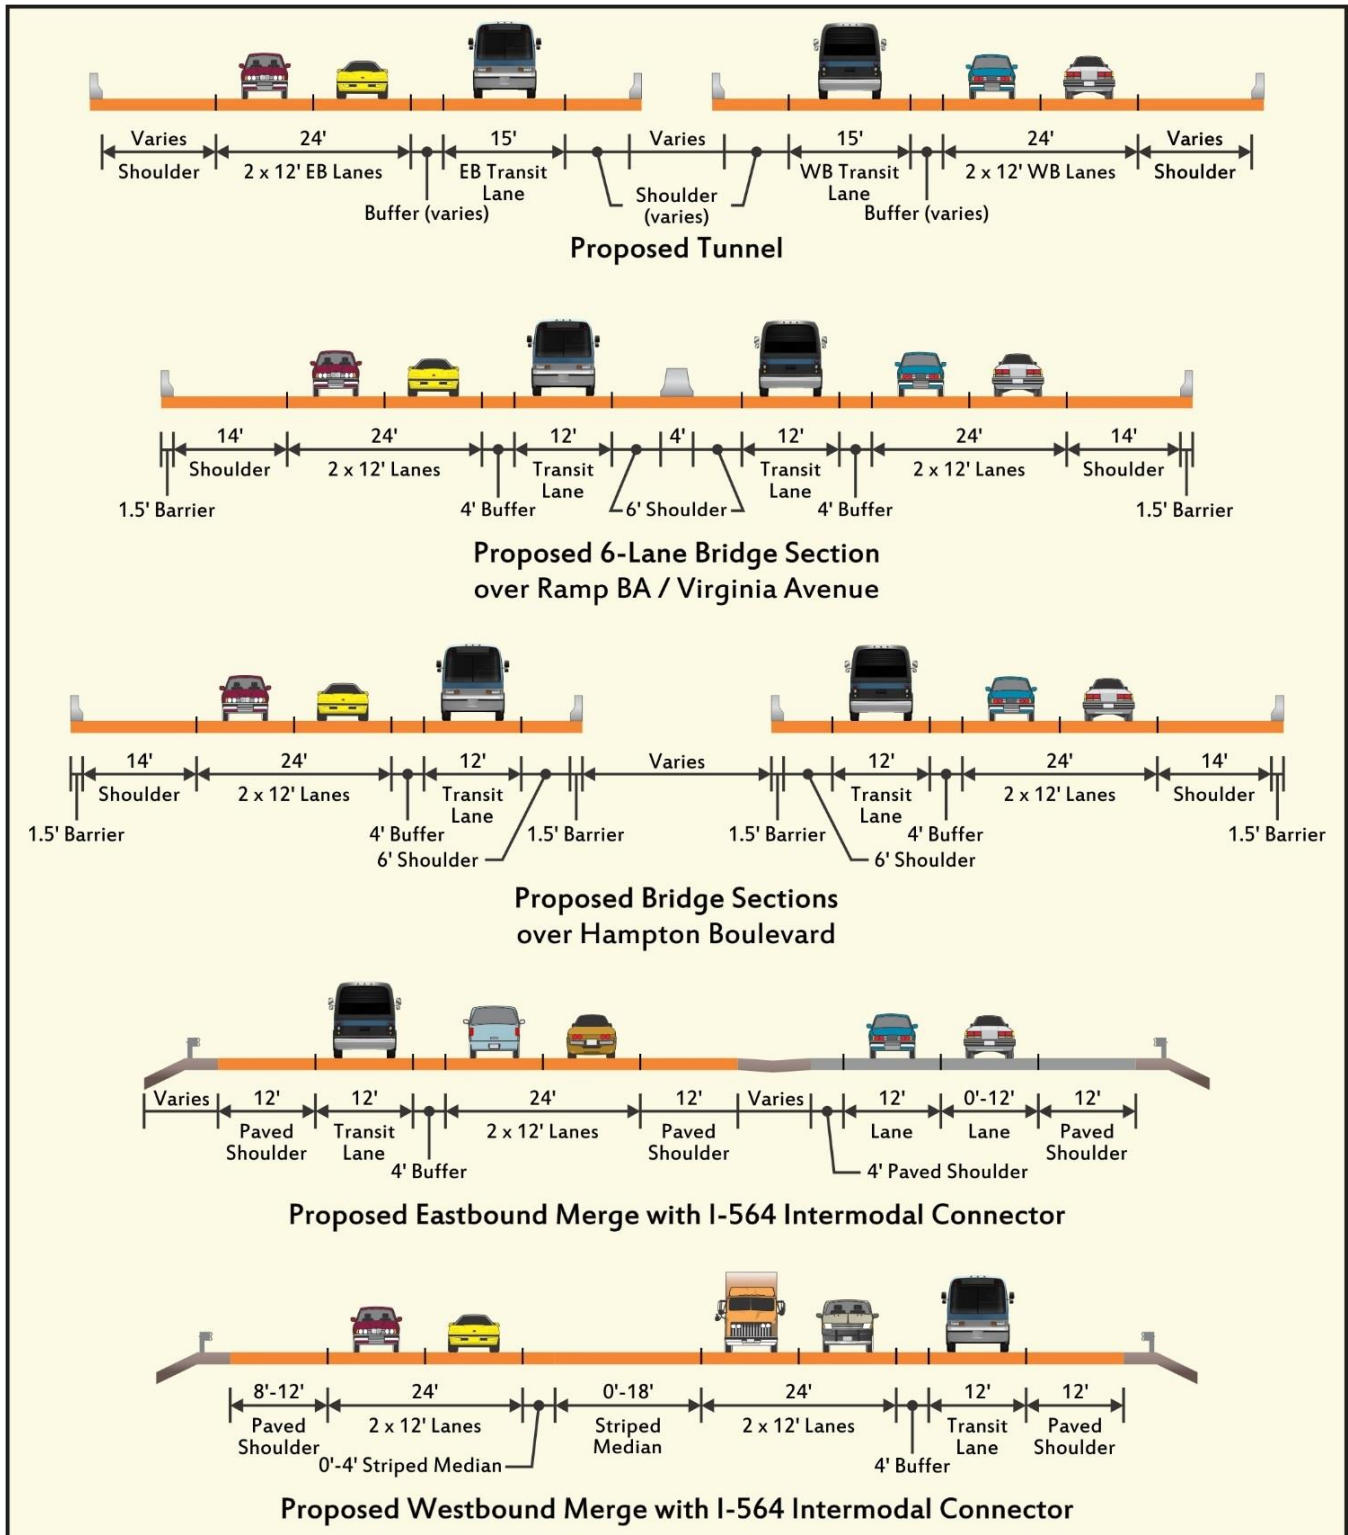 Varies 24' 15' Varies 15' 24' Varies
Shoulder 2 x 12' EB Lanes EB Transit WB Transit 2 x 12' WB Lanes Shoulder
Lane Shoulder Lane
Buffer (varies) (varies) Buffer (varies)
Proposed Tunnel
14' 24' 12' 4' 12' 24' 14'
Shoulder 2 x 12' Lanes Transit Transit 2 x 12' Lanes Shoulder
Lane Lane
1.5' Barrier 4' Buffer 6' Shoulder 4' Buffer 1.5' Barrier
Proposed 6-Lane Bridge Section
over Ramp BA / Virginia Avenue
14' 24' 12' Varies 12' 24' 14'
Shoulder 2 x 12' Lanes Transit Transit 2 x 12' Lanes Shoulder
Lane Lane
1.5' Barrier 4' Buffer 1.5' Barrier 1.5' Barrier 4' Buffer 1.5' Barrier
6' Shoulder 6' Shoulder
Proposed Bridge Sections
over Hampton Boulevard
Varies 12' 12' 24' 12' Varies 12' 0'-12' 12'
Paved Transit 2 x 12' Lanes Paved Lane Lane Paved
Shoulder Lane Shoulder Shoulder
4' Buffer 4' Paved Shoulder
Proposed Eastbound Merge with I-564 Intermodal Connector
8'-12' 24' 0'-18' 24' 12' 12'
Paved 2 x 12' Lanes Striped 2 x 12' Lanes Transit Paved
Shoulder Median Lane Shoulder
0'-4' Striped Median 4' Buffer
Proposed Westbound Merge with I-564 Intermodal Connector